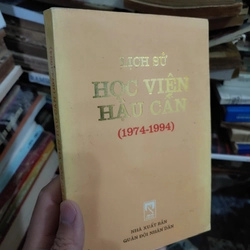 LỊCH SỬ
HỌC VIỆN
HẬU CẦN
(1974-1994)
NHÀ XUẤT BẢN
QUÂN ĐỘI NHÂN DÂN